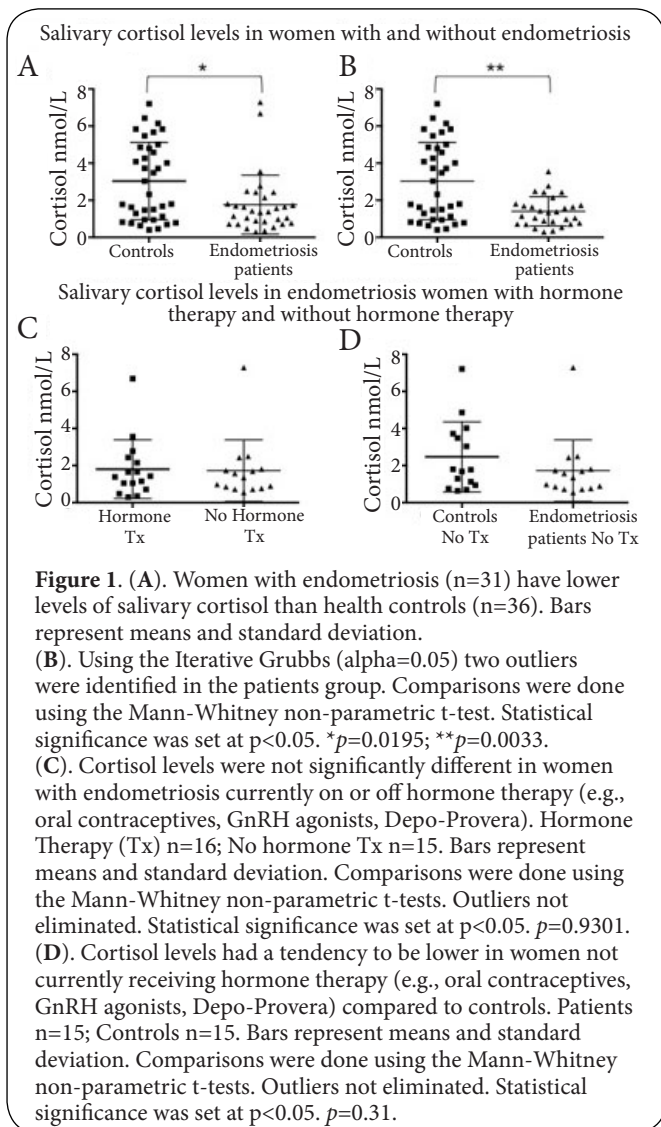 Salivary cortisol levels in women with and without endometriosis
A
B
*
**
Cortisol nmol/L
8
6
4
2
0
Controls
Endometriosis
patients
Cortisol nmol/L
8
6
4
2
0
Controls
Endometriosis
patients
Salivary cortisol levels in endometriosis women with hormone
therapy and without hormone therapy
C
D
Cortisol nmol/L
8
6
4
2
0
Hormone
Tx
No Hormone
Tx
Cortisol nmol/L
8
6
4
2
0
Controls
No Tx
Endometriosis
patients No Tx
Figure 1. (A). Women with endometriosis (n=31) have lower
levels of salivary cortisol than health controls (n=36). Bars
represent means and standard deviation.
(B). Using the Iterative Grubbs (alpha=0.05) two outliers
were identified in the patients group. Comparisons were done
using the Mann-Whitney non-parametric t-test. Statistical
significance was set at p<0.05. *p=0.0195; **p=0.0033.
(C). Cortisol levels were not significantly different in women
with endometriosis currently on or off hormone therapy (e.g.,
oral contraceptives, GnRH agonists, Depo-Provera). Hormone
Therapy (Tx) n=16; No hormone Tx n=15. Bars represent
means and standard deviation. Comparisons were done using
the Mann-Whitney non-parametric t-tests. Outliers not
eliminated. Statistical significance was set at p<0.05. p=0.9301.
(D). Cortisol levels had a tendency to be lower in women not
currently receiving hormone therapy (e.g., oral contraceptives,
GnRH agonists, Depo-Provera) compared to controls. Patients
n=15; Controls n=15. Bars represent means and standard
deviation. Comparisons were done using the Mann-Whitney
non-parametric t-tests. Outliers not eliminated. Statistical
significance was set at p<0.05. p=0.31.